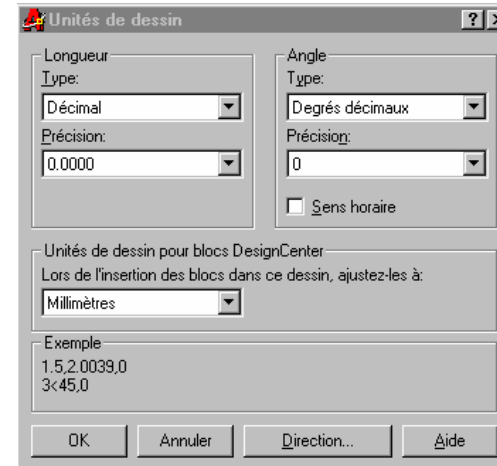 Unités de dessin
Longueur
Type:
Décimal
Précision:
0.0000
Angle
Type:
Degrés décimaux
Précision:
0
Sens horaire
Unités de dessin pour blocs DesignCenter
Lors de l'insertion des blocs dans ce dessin, ajustez-les à:
Millimètres
Exemple
1.5,2.0039,0
3<45,0
OK Annuler Direction... Aide